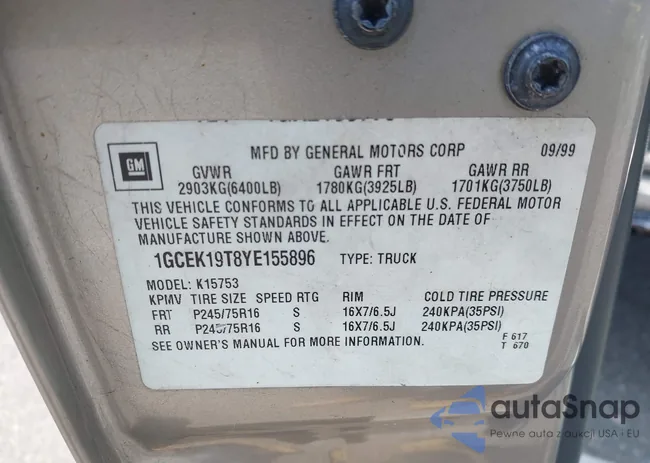 GM
MFD BY GENERAL MOTORS CORP 09/99
GVWR GAWR FRT GAWR RR
2903KG(6400LB) 1780KG(3925LB) 1701KG(3750LB)
THIS VEHICLE CONFORMS TO ALL APPLICABLE U.S. FEDERAL MOTOR
VEHICLE SAFETY STANDARDS IN EFFECT ON THE DATE OF
MANUFACTURE SHOWN ABOVE.
1GCEK19T8YE155896 TYPE: TRUCK
MODEL: K15753
KPMV TIRE SIZE SPEED RTG RIM COLD TIRE PRESSURE
FRT P245/75R16 S 16X7/6.5J 240KPA(35PSI)
RR P245/75R16 S 16X7/6.5J 240KPA(35PSI)
SEE OWNER'S MANUAL FOR MORE INFORMATION.
F 617
T 670
autaSnap
Pewne auta z aukcji USA • EU